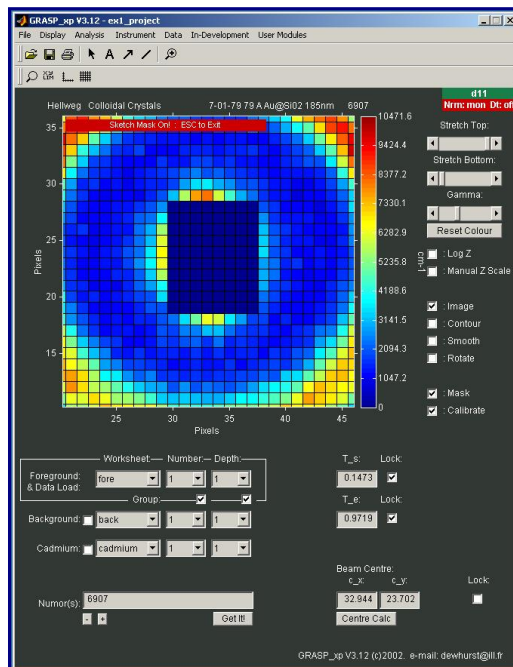 GRASP_xp V3.12 - ex1_project
File Display Analysis Instrument Data In-Development User Modules
d11
Hellweg Colloidal Crystals 7-01-79 79 A Au@Si02 185nm 6907
Nrm: mon Dt: off
Sketch Mask On! : ESC to Exit
Stretch Top:
Stretch Bottom:
Gamma:
Reset Colour
: Log Z
: Manual Z Scale
: Image
: Contour
: Smooth
: Rotate
: Mask
: Calibrate
10471.6
9424.4
8377.2
7330.1
6282.9
5235.8
4188.6
3141.5
2094.3
1047.2
0
cm-1
Pixels
35
30
25
20
15
25 30 35 40 45
Pixels
Worksheet: Number: Depth:
Foreground: & Data Load:
fore 1 1
Group:
Background: back 1 1
Cadmium: cadmium 1 1
T_s: Lock:
0.1473
T_e: Lock:
0.9719
Beam Centre:
c_x: c_y: Lock:
32.944 23.702
Centre Calc
Numor(s): 6907
- + Get It!
GRASP_xp V3.12 (c)2002. e-mail: dewhurst@ill.fr